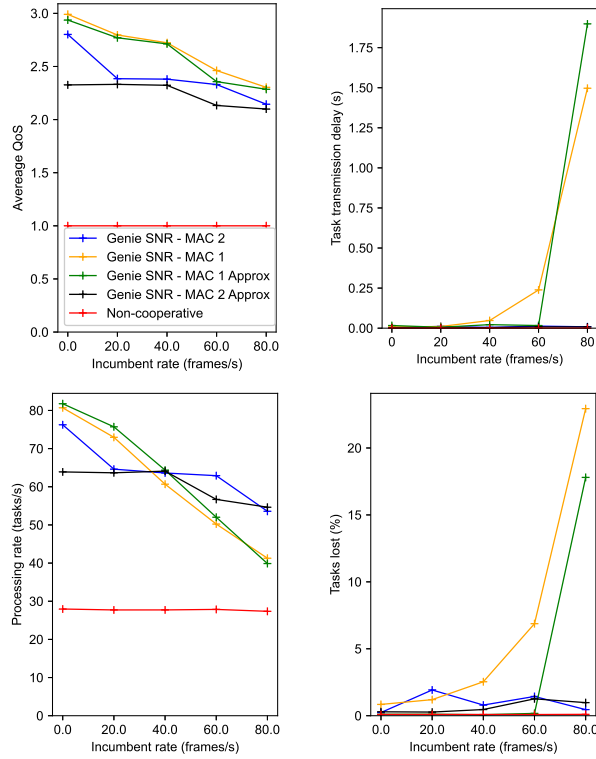 3.0
2.5
2.0
1.5
1.0
0.5
0.0
Avereage QoS
Genie SNR - MAC 2
Genie SNR - MAC 1
Genie SNR - MAC 1 Approx
Genie SNR - MAC 2 Approx
Non-cooperative
0.0 20.0 40.0 60.0 80.0
Incumbent rate (frames/s)
1.75
1.50
1.25
1.00
0.75
0.50
0.25
0.00
Task transmission delay (s)
0.0 20 40.0 60.0 80.0
Incumbent rate (frames/s)
80
70
60
50
40
30
20
10
0
Processing rate (tasks/s)
0.0 20.0 40.0 60.0 80.0
Incumbent rate (frames/s)
20
15
10
5
0
Tasks lost (%)
0.0 20.0 40.0 60.0 80.0
Incumbent rate (frames/s)